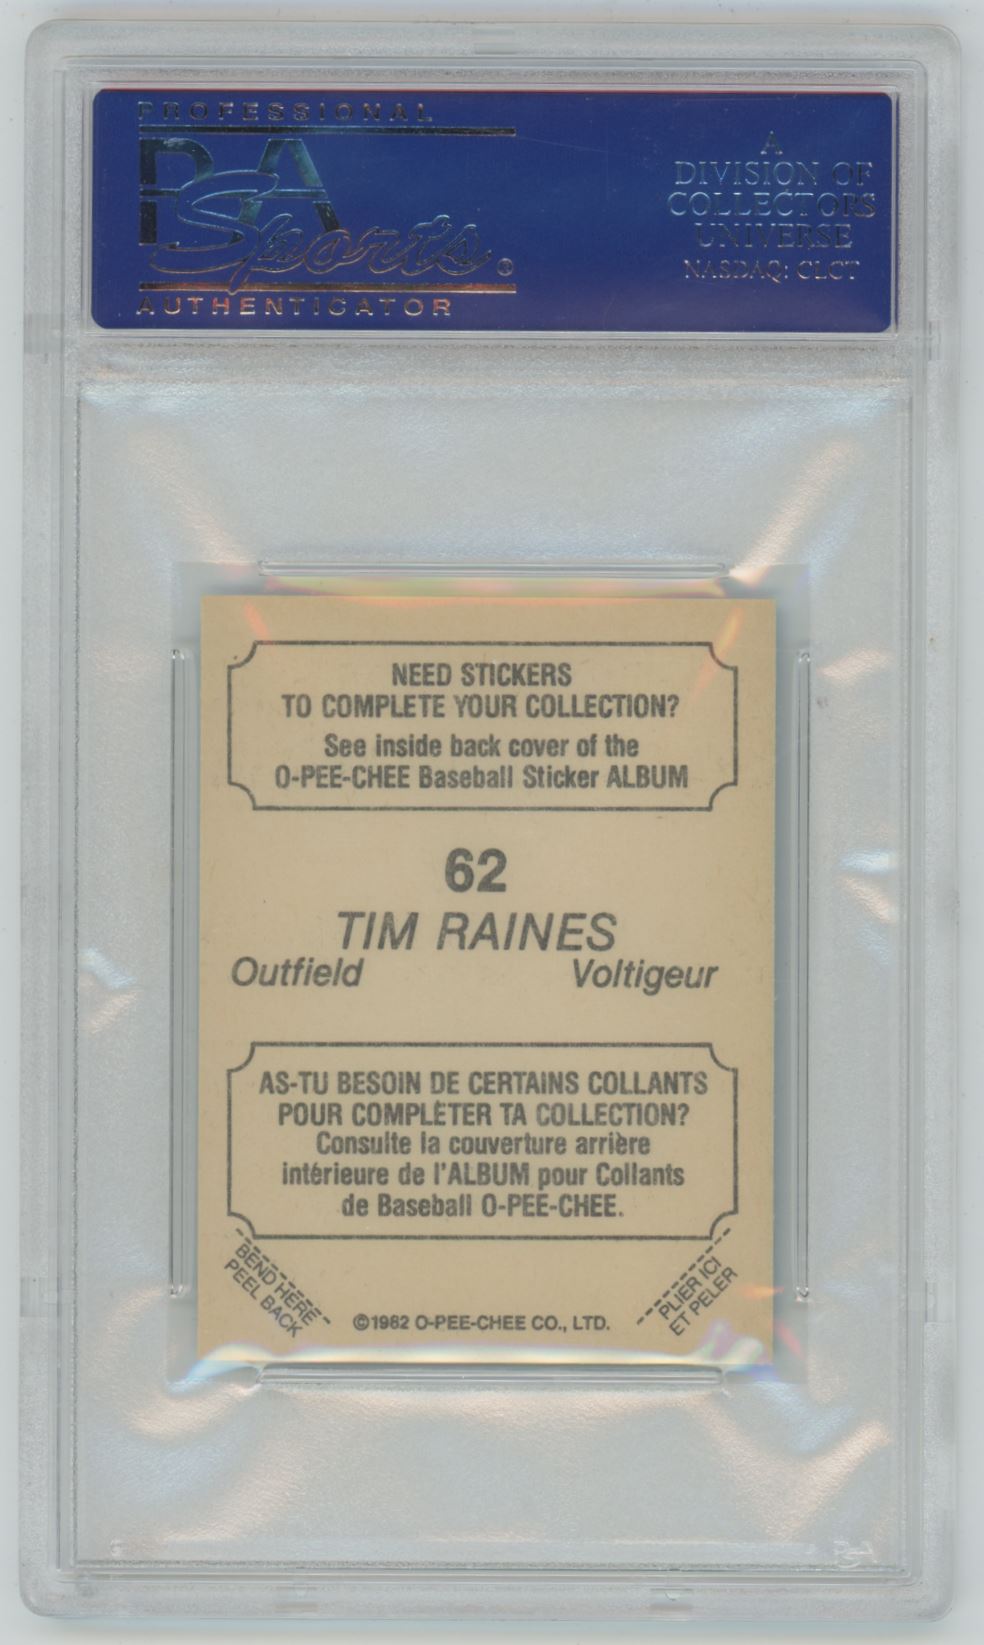 PROFESSIONAL
PSA
Sports®
AUTHENTICATOR
A
DIVISION OF
COLLECTORS
UNIVERSE
NASDAQ: CLCT
NEED STICKERS
TO COMPLETE YOUR COLLECTION?
See inside back cover of the
O-PEE-CHEE Baseball Sticker ALBUM
62
TIM RAINES
Outfield Voltigeur
AS-TU BESOIN DE CERTAINS COLLANTS
POUR COMPLÉTER TA COLLECTION?
Consulte la couverture arrière
intérieure de l'ALBUM pour Collants
de Baseball O-PEE-CHEE.
BEND HERE
PEEL BACK
©1982 O-PEE-CHEE CO., LTD.
PLIER ICI
ET PELER
PSA